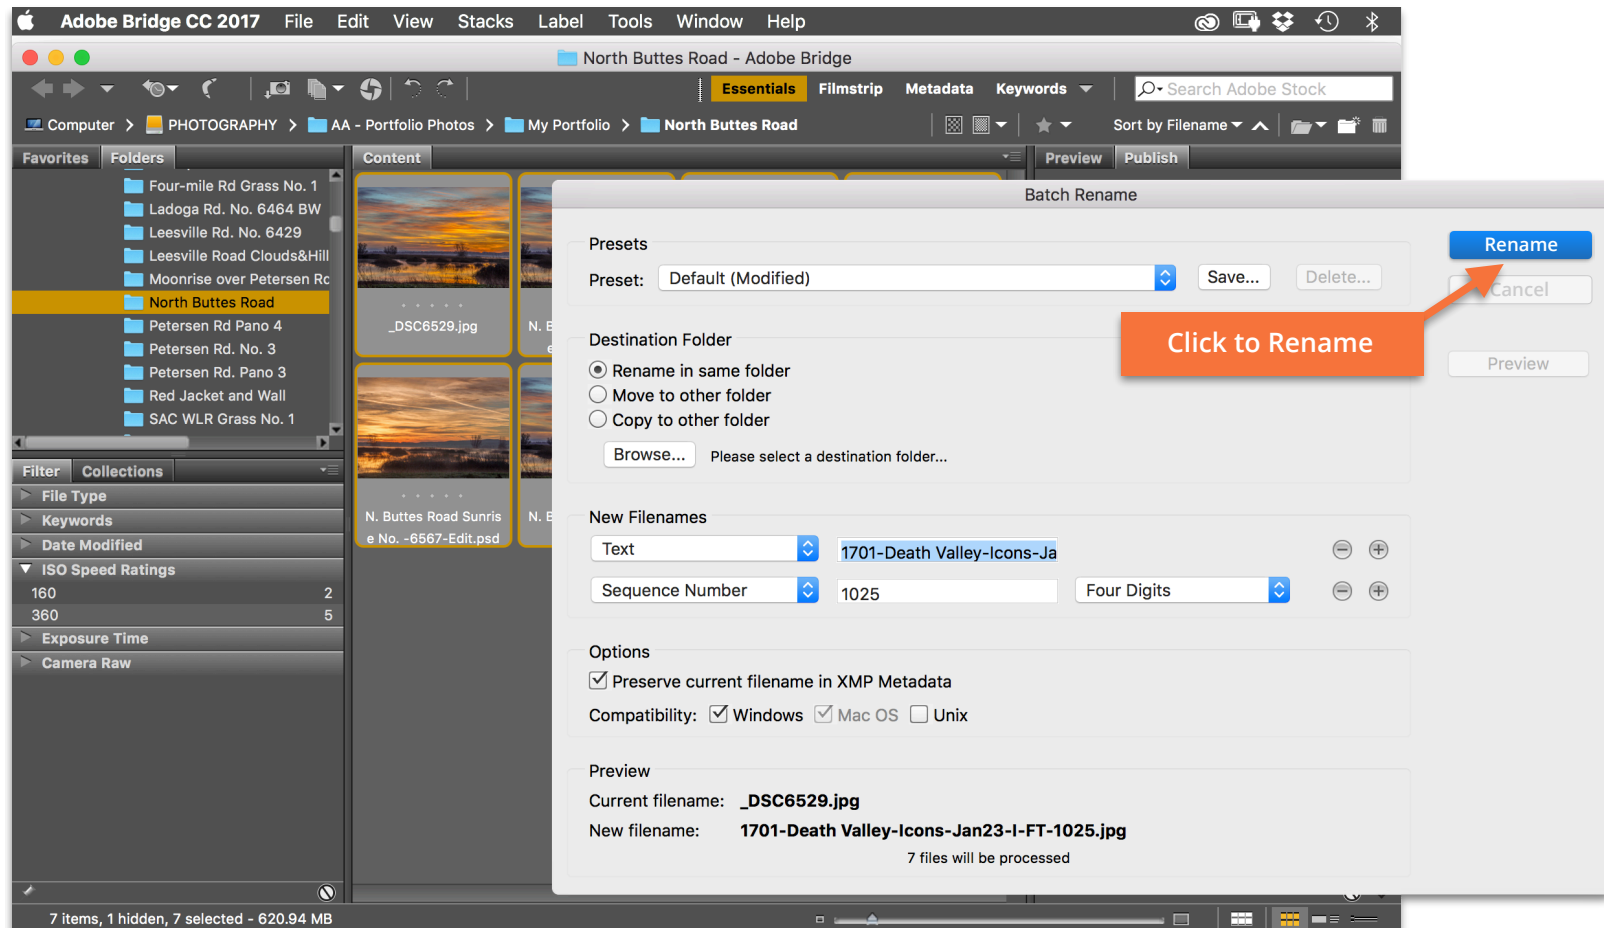 Adobe Bridge CC 2017 File Edit View Stacks Label Tools Window Help
North Buttes Road - Adobe Bridge
Essentials Filmstrip Metadata Keywords Search Adobe Stock
Computer PHOTOGRAPHY AA - Portfolio Photos My Portfolio North Buttes Road Sort by Filename
Favorites Folders
Four-mile Rd Grass No. 1
Ladoga Rd. No. 6464 BW
Leesville Rd. No. 6429
Leesville Road Clouds&Hill
Moonrise over Petersen Rd
North Buttes Road
Petersen Rd Pano 4
Petersen Rd. No. 3
Petersen Rd. Pano 3
Red Jacket and Wall
SAC WLR Grass No. 1
Filter Collections
File Type
Keywords
Date Modified
ISO Speed Ratings
160 2
360 5
Exposure Time
Camera Raw
7 items, 1 hidden, 7 selected - 620.94 MB
Content
_DSC6529.jpg
N. B
e
N. Buttes Road Sunris
e No. -6567-Edit.psd
N. B
Preview Publish
Batch Rename
Presets
Preset: Default (Modified) Save... Delete...
Rename
Cancel
Preview
Click to Rename
Destination Folder
Rename in same folder
Move to other folder
Copy to other folder
Browse... Please select a destination folder...
New Filenames
Text 1701-Death Valley-Icons-Ja
Sequence Number 1025 Four Digits
Options
Preserve current filename in XMP Metadata
Compatibility: Windows Mac OS Unix
Preview
Current filename: _DSC6529.jpg
New filename: 1701-Death Valley-Icons-Jan23-I-FT-1025.jpg
7 files will be processed